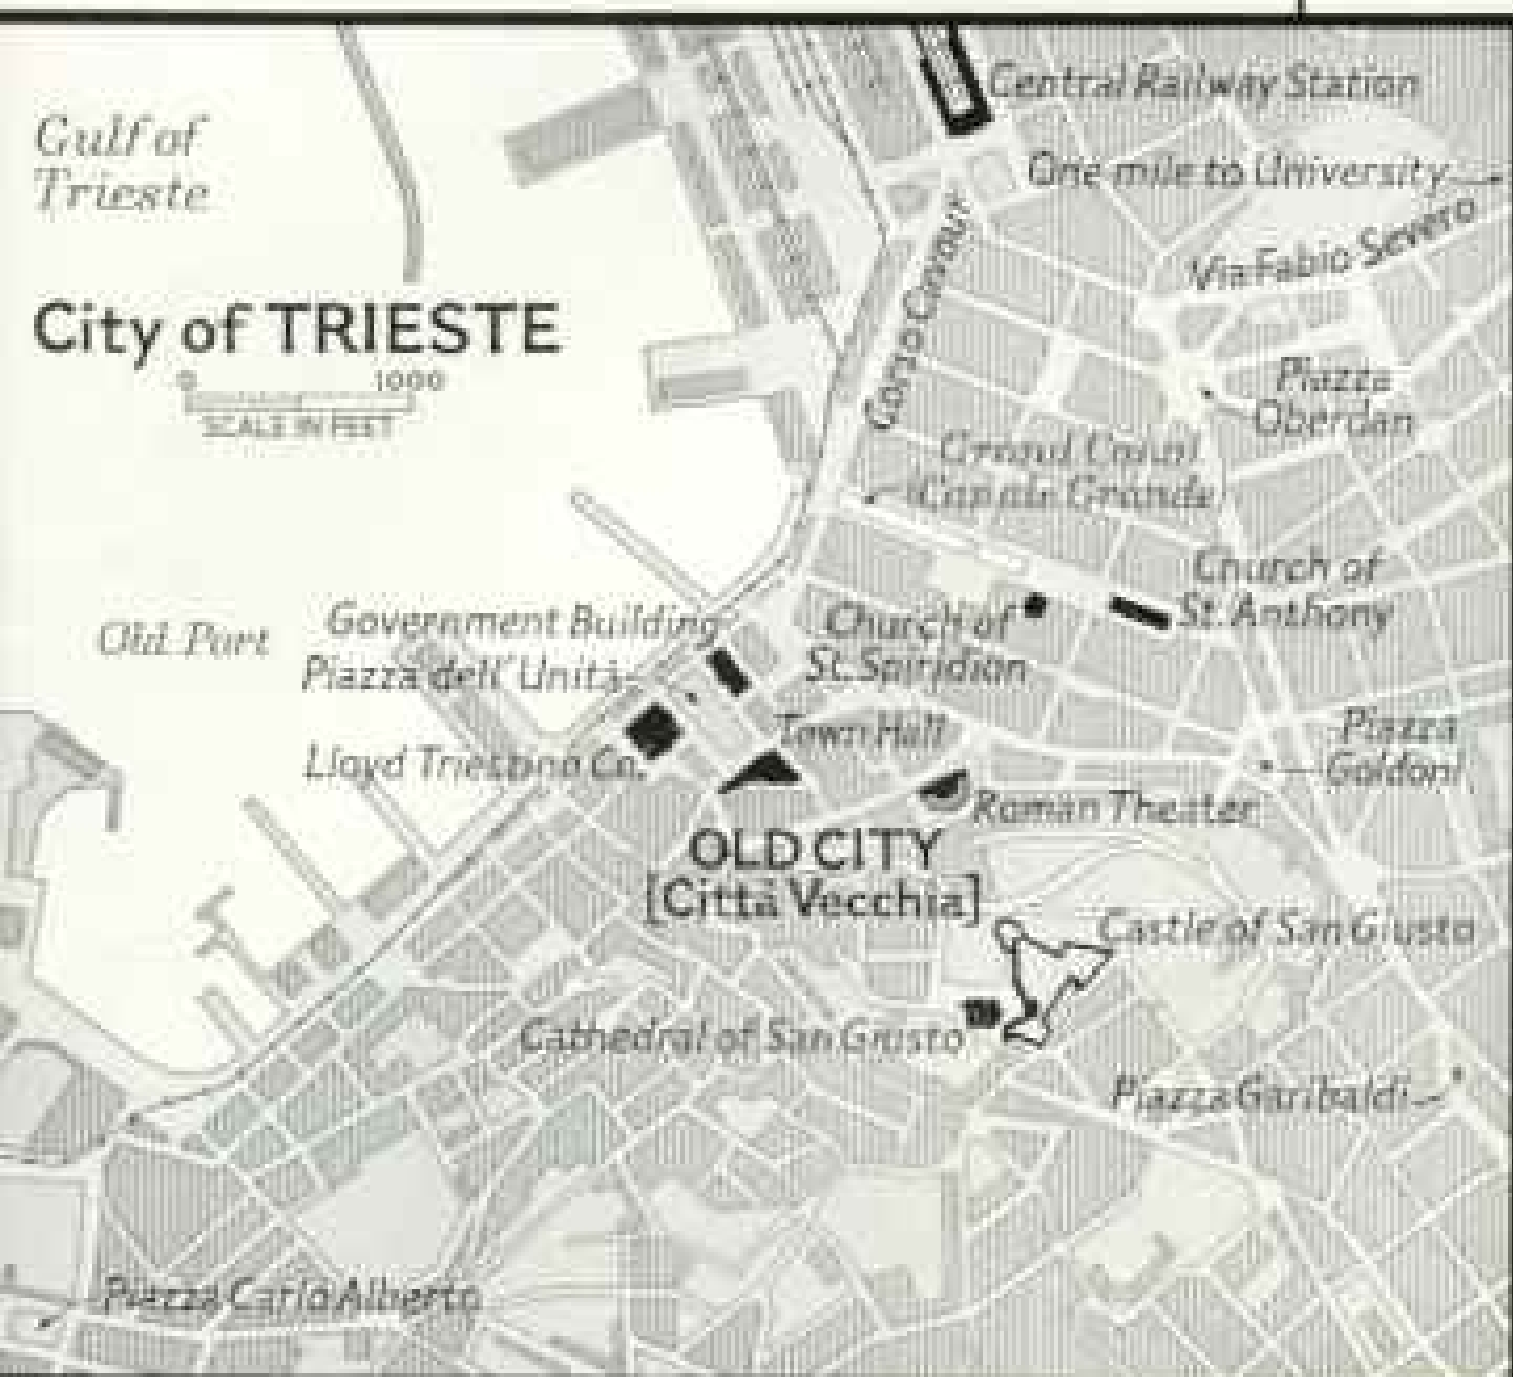 Central Railway Station
Gulf of
Trieste
One mile to University
Via Fabio Severo
Corso Cavour
City of TRIESTE
0 1000
SCALE IN FEET
Piazza
Oberdan
Grand Canal
Canale Grande
Church of
St. Anthony
Old Port
Government Building
Piazza dell' Unità
Church of
St. Spiridion
Lloyd Triestino Co.
Town Hall
Piazza
Goldoni
Roman Theater
OLD CITY
[Città Vecchia]
Castle of San Giusto
Cathedral of San Giusto
Piazza Garibaldi
Piazza Carlo Alberto